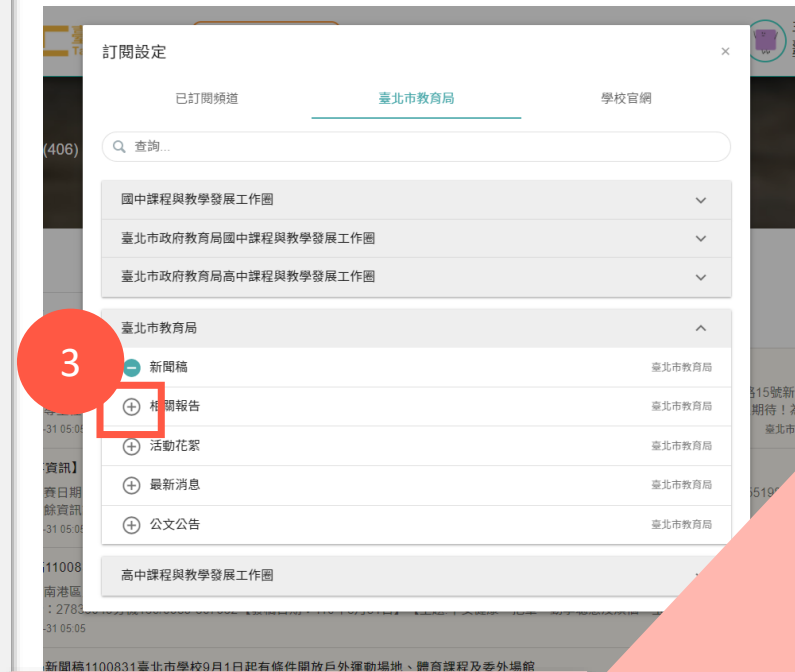 訂閱設定
×
已訂閱頻道 臺北市教育局 學校官網
(406)
查詢...
國中課程與教學發展工作圈
臺北市政府教育局國中課程與教學發展工作圈
臺北市政府教育局高中課程與教學發展工作圈
臺北市教育局
3
新聞稿 臺北市教育局
相關報告 臺北市教育局
15號新
期待!
-31 05:05
臺北市
活動花絮 臺北市教育局
資訊】
最新消息 臺北市教育局
賽日期
餘資訊
公文公告 臺北市教育局
-31 05:05
11008
高中課程與教學發展工作圈
南港區
-31 05:05
新聞稿1100831臺北市學校9月1日起有條件開放戶外運動場地、體育課程及委外場館